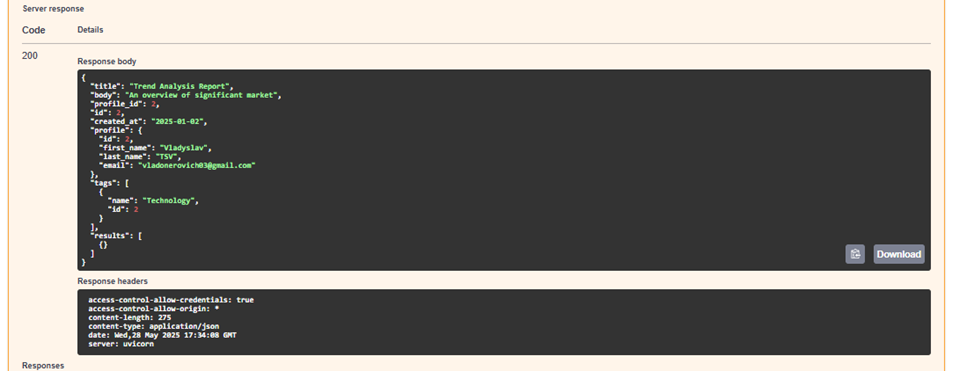 Server response
Code Details
200
Response body
{
"title": "Trend Analysis Report",
"body": "An overview of significant market",
"profile_id": 2,
"id": 2,
"created_at": "2025-01-02",
"profile": {
"id": 2,
"first_name": "Vladyslav",
"last_name": "TSV",
"email": "vladonerovich03@gmail.com"
},
"tags": [
{
"name": "Technology",
"id": 2
}
],
"results": [
{}
]
}
Download
Response headers
access-control-allow-credentials: true
access-control-allow-origin: *
content-length: 275
content-type: application/json
date: Wed,28 May 2025 17:34:08 GMT
server: uvicorn
Responses